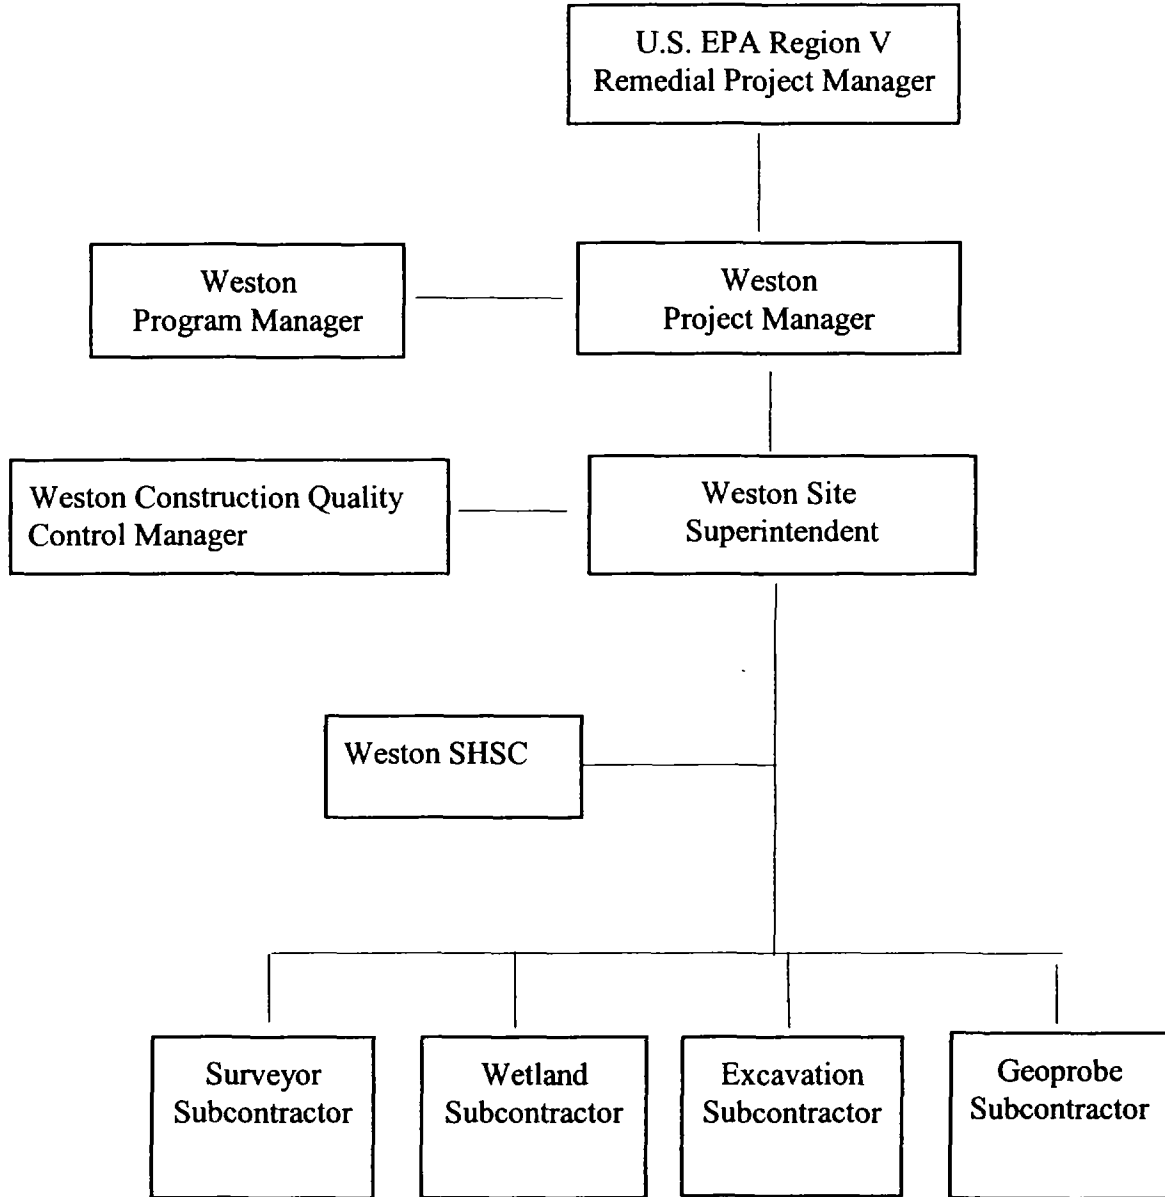 U.S. EPA Region V
Remedial Project Manager
Weston
Program Manager
Weston
Project Manager
Weston Construction Quality
Control Manager
Weston Site
Superintendent
Weston SHSC
Surveyor
Subcontractor
Wetland
Subcontractor
Excavation
Subcontractor
Geoprobe
Subcontractor